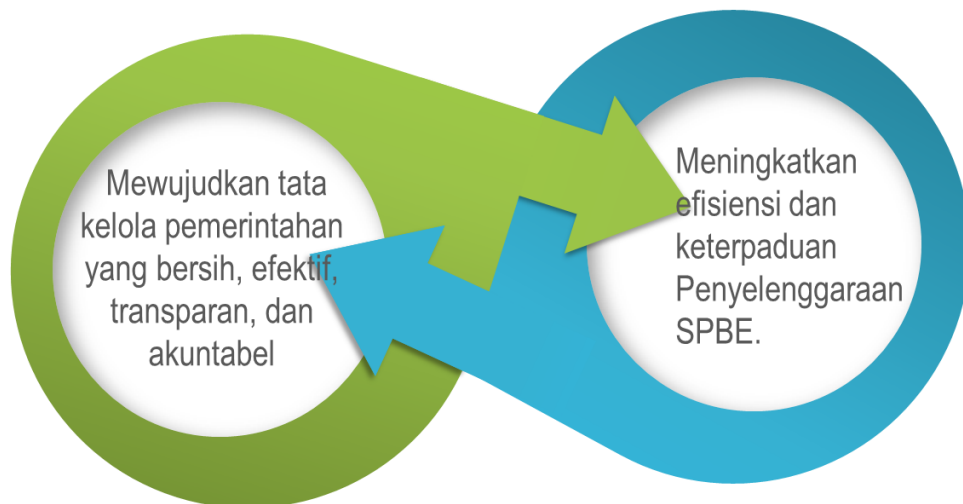 Mewujudkan tata
kelola pemerintahan
yang bersih, efektif,
transparan, dan
akuntabel
Meningkatkan
efisiensi dan
keterpaduan
Penyelenggaraan
SPBE.